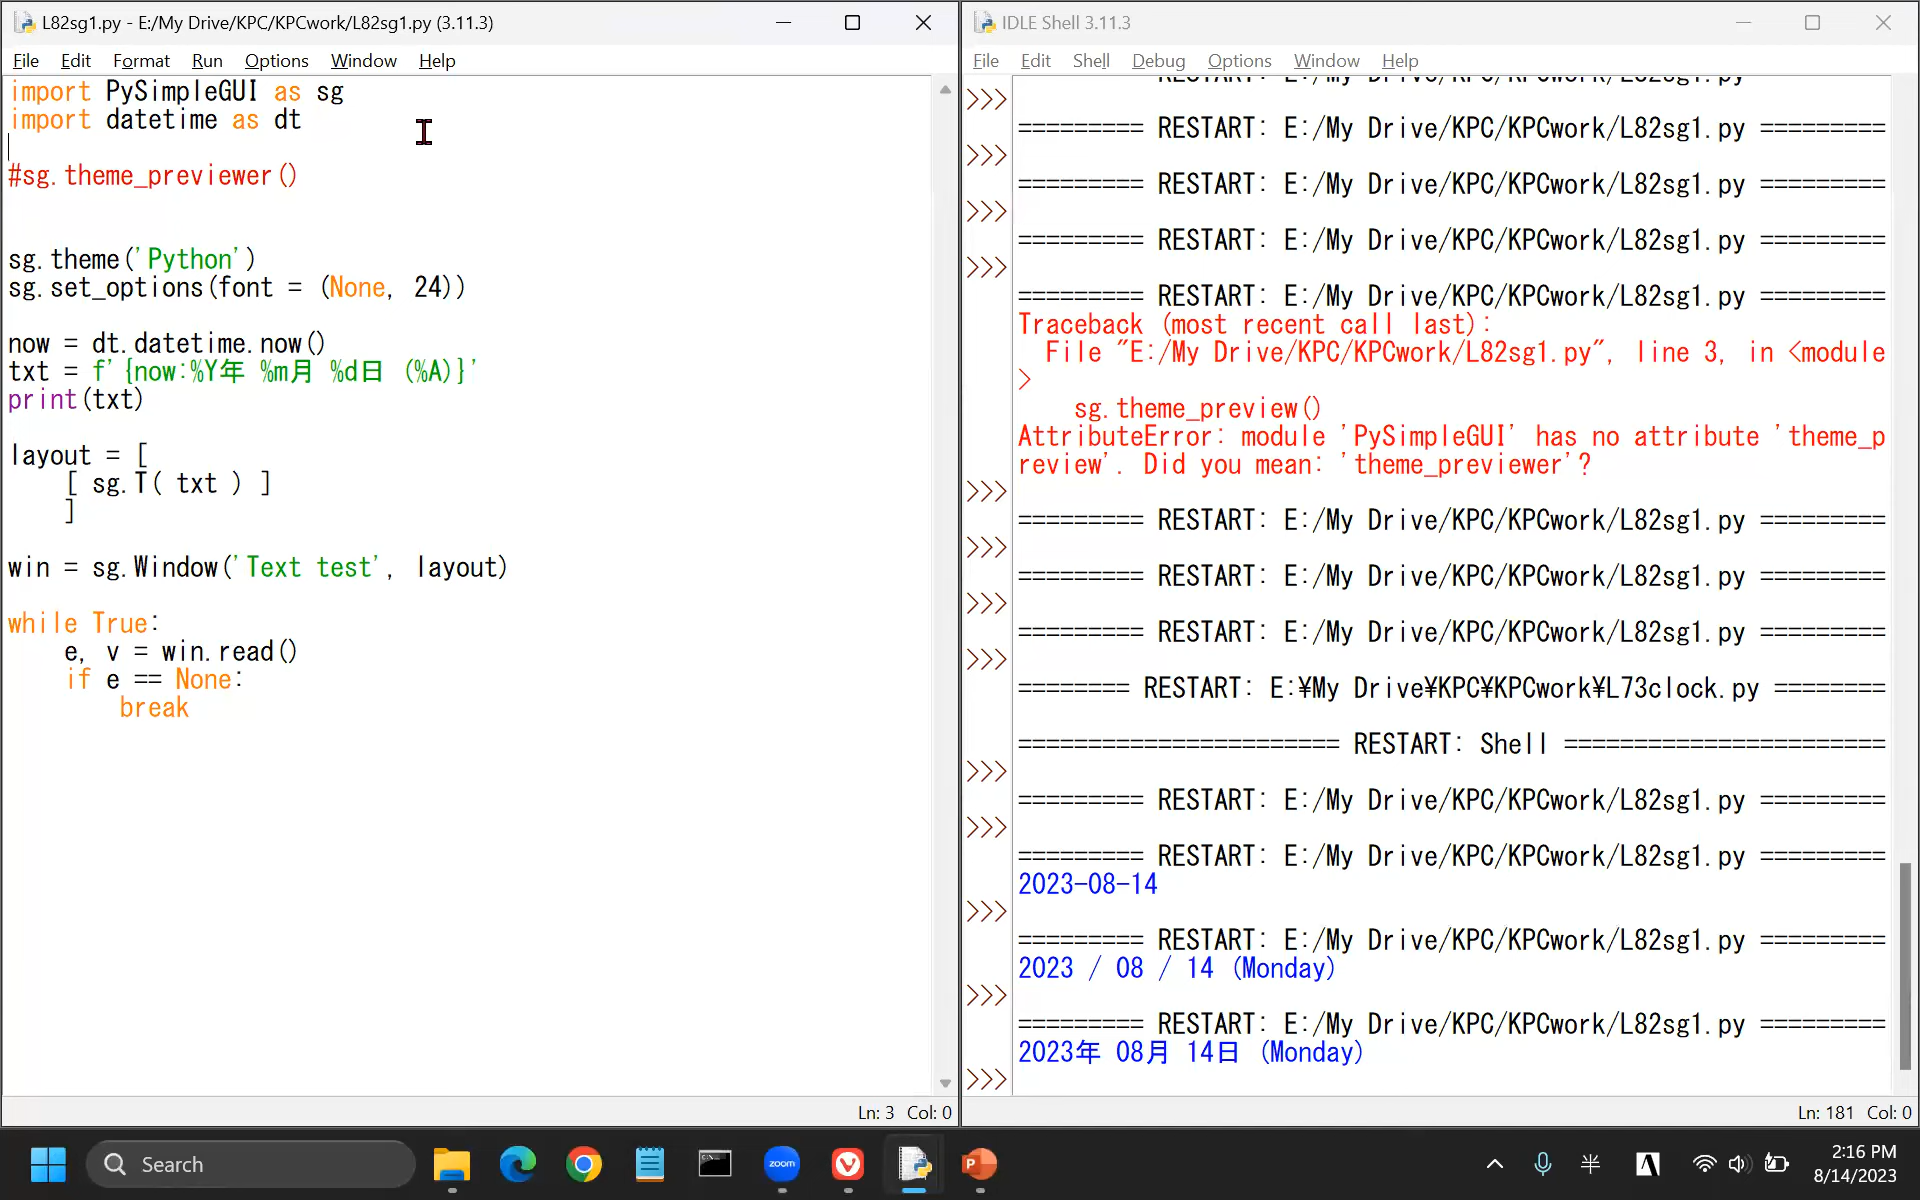 L82sg1.py - E:/My Drive/KPC/KPCwork/L82sg1.py (3.11.3)
File Edit Format Run Options Window Help
import PySimpleGUI as sg
import datetime as dt
#sg.theme_previewer()
sg.theme('Python')
sg.set_options(font = (None, 24))
now = dt.datetime.now()
txt = f'{now:%Y年 %m月 %d日 (%A)}'
print(txt)
layout = [
[ sg.T( txt ) ]
]
win = sg.Window('Text test', layout)
while True:
e, v = win.read()
if e == None:
break
Ln: 3 Col: 0
IDLE Shell 3.11.3
File Edit Shell Debug Options Window Help
========= RESTART: E:/My Drive/KPC/KPCwork/L82sg1.py
>>>
========= RESTART: E:/My Drive/KPC/KPCwork/L82sg1.py =========
>>>
========= RESTART: E:/My Drive/KPC/KPCwork/L82sg1.py =========
>>>
========= RESTART: E:/My Drive/KPC/KPCwork/L82sg1.py =========
>>>
========= RESTART: E:/My Drive/KPC/KPCwork/L82sg1.py =========
Traceback (most recent call last):
File "E:/My Drive/KPC/KPCwork/L82sg1.py", line 3, in <module
>
sg.theme_preview()
AttributeError: module 'PySimpleGUI' has no attribute 'theme_p
review'. Did you mean: 'theme_previewer'?
>>>
========= RESTART: E:/My Drive/KPC/KPCwork/L82sg1.py =========
>>>
========= RESTART: E:/My Drive/KPC/KPCwork/L82sg1.py =========
>>>
========= RESTART: E:/My Drive/KPC/KPCwork/L82sg1.py =========
>>>
======== RESTART: E:¥My Drive¥KPC¥KPCwork¥L73clock.py ========
======================= RESTART: Shell =======================
>>>
========= RESTART: E:/My Drive/KPC/KPCwork/L82sg1.py =========
>>>
========= RESTART: E:/My Drive/KPC/KPCwork/L82sg1.py =========
2023-08-14
>>>
========= RESTART: E:/My Drive/KPC/KPCwork/L82sg1.py =========
2023 / 08 / 14 (Monday)
>>>
========= RESTART: E:/My Drive/KPC/KPCwork/L82sg1.py =========
2023年 08月 14日 (Monday)
>>>
Ln: 181 Col: 0
Search
zoom
半
A
2:16 PM
8/14/2023